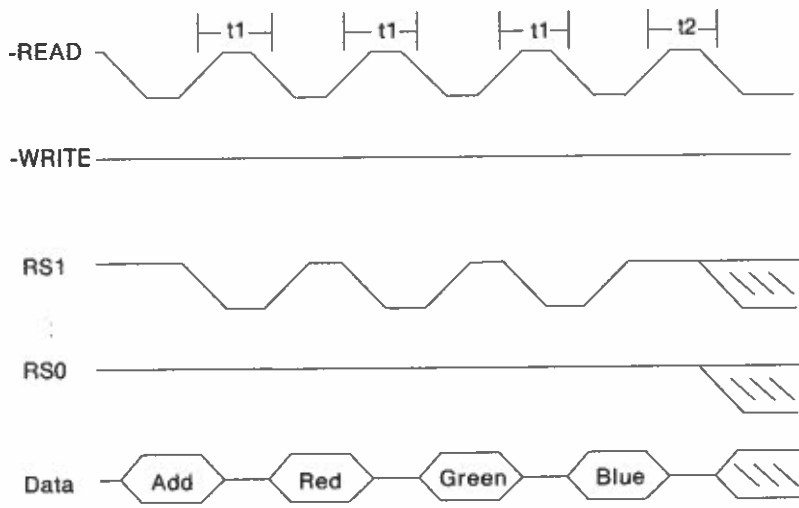 t1 t1 t1 t2
-READ
-WRITE
RS1
RS0
Data Add Red Green Blue